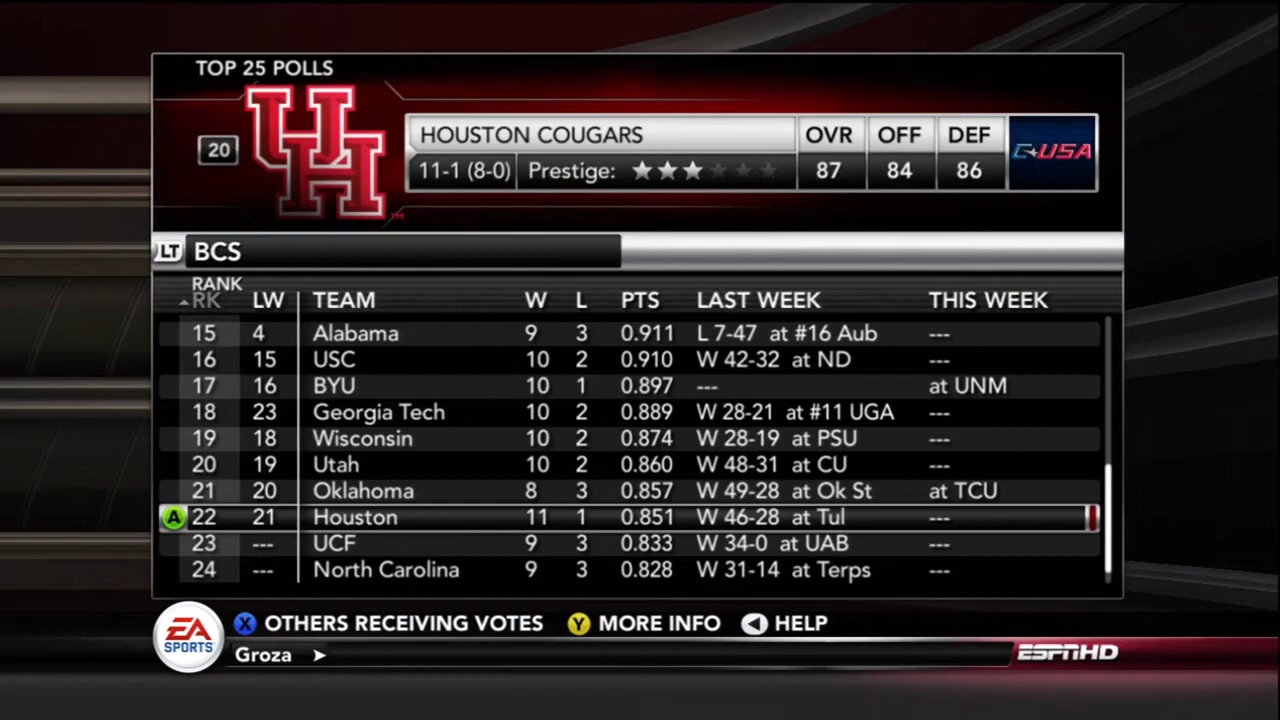 TOP 25 POLLS
20
HOUSTON COUGARS OVR OFF DEF
11-1 (8-0) Prestige: 87 84 86
C USA
LT BCS
RANK
RK LW TEAM W L PTS LAST WEEK THIS WEEK
15 4 Alabama 9 3 0.911 L 7-47 at #16 Aub ---
16 15 USC 10 2 0.910 W 42-32 at ND ---
17 16 BYU 10 1 0.897 --- at UNM
18 23 Georgia Tech 10 2 0.889 W 28-21 at #11 UGA ---
19 18 Wisconsin 10 2 0.874 W 28-19 at PSU ---
20 19 Utah 10 2 0.860 W 48-31 at CU ---
21 20 Oklahoma 8 3 0.857 W 49-28 at Ok St at TCU
A 22 21 Houston 11 1 0.851 W 46-28 at Tul ---
23 --- UCF 9 3 0.833 W 34-0 at UAB ---
24 --- North Carolina 9 3 0.828 W 31-14 at Terps ---
X OTHERS RECEIVING VOTES Y MORE INFO HELP
EA SPORTS
Groza
ESPN HD